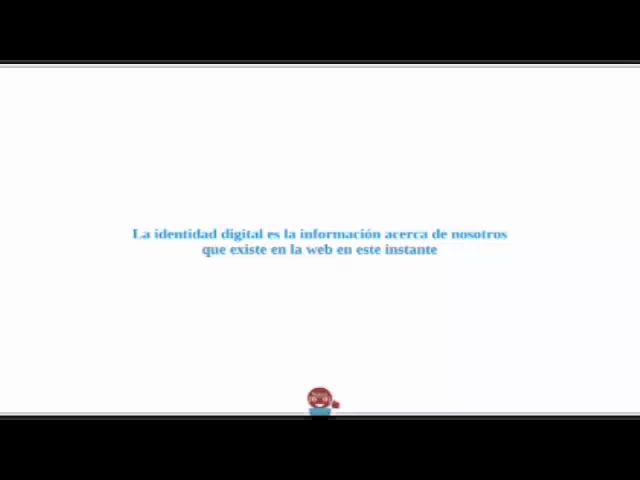 La identidad digital es la información acerca de nosotros
que existe en la web en este instante